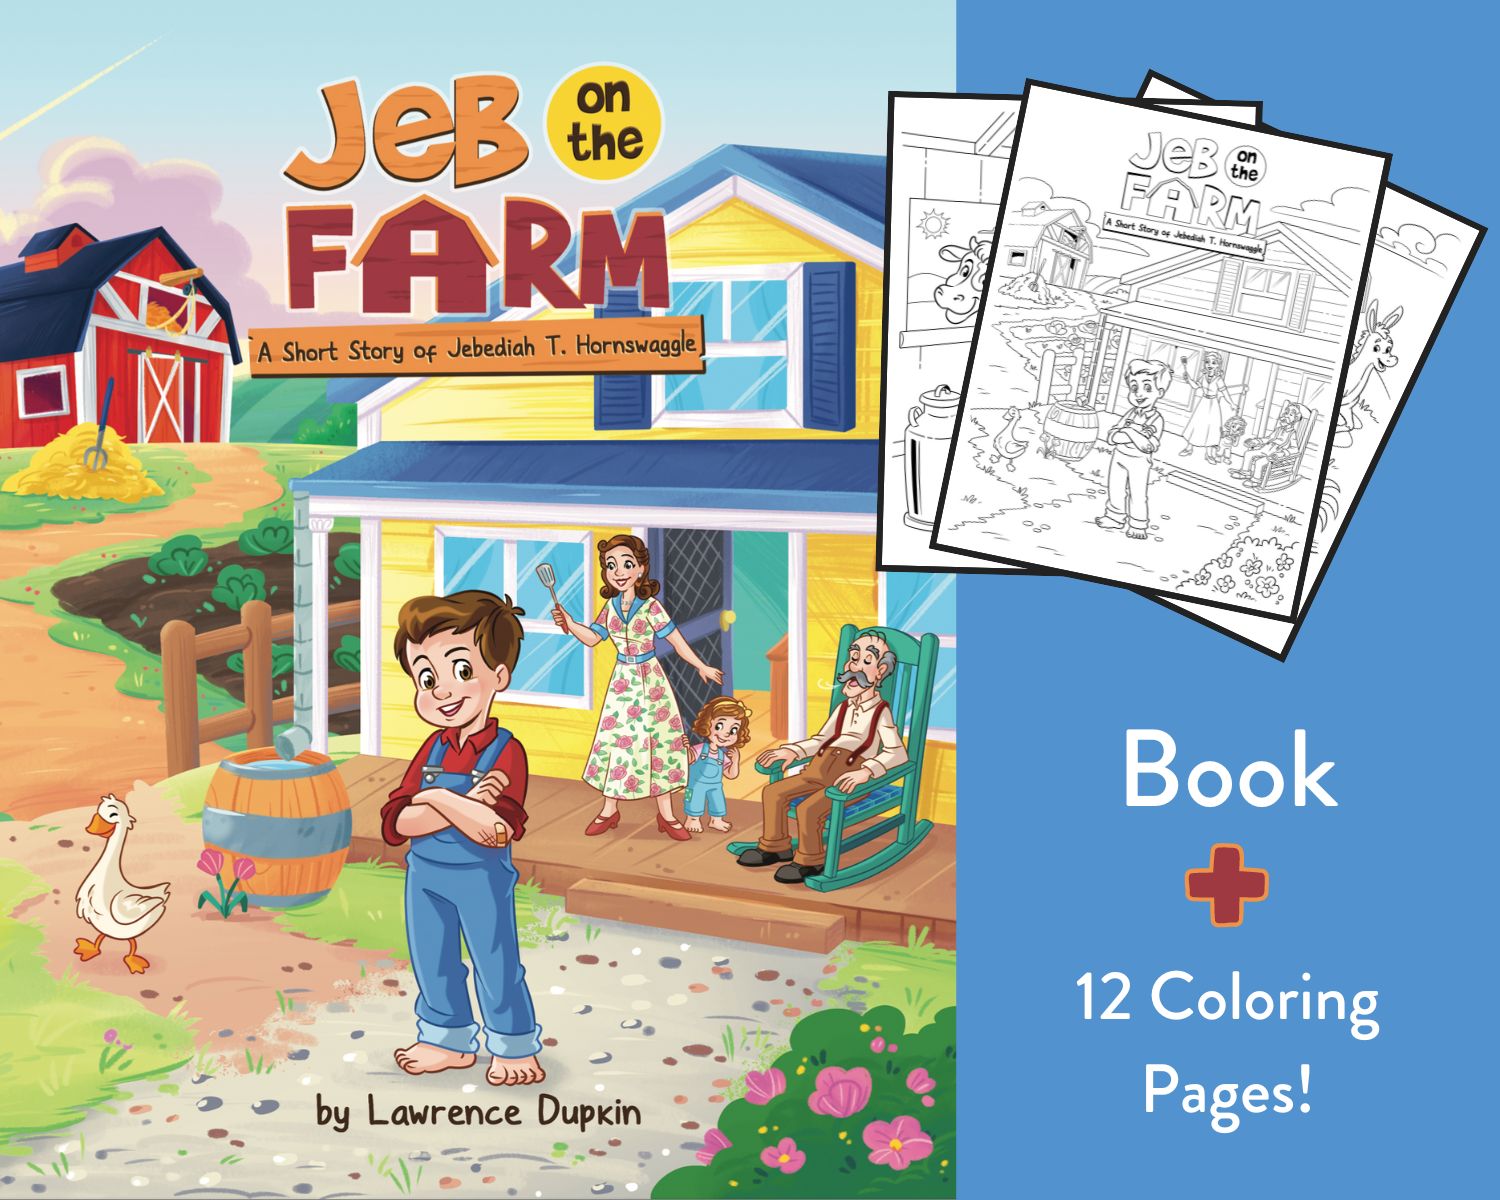 JeB on the
FARM
A Short Story of Jebediah T. Hornswaggle
by Lawrence Dupkin
JeB on the
FARM
A Short Story of Jebediah T. Hornswaggle
Book
+
12 Coloring
Pages!